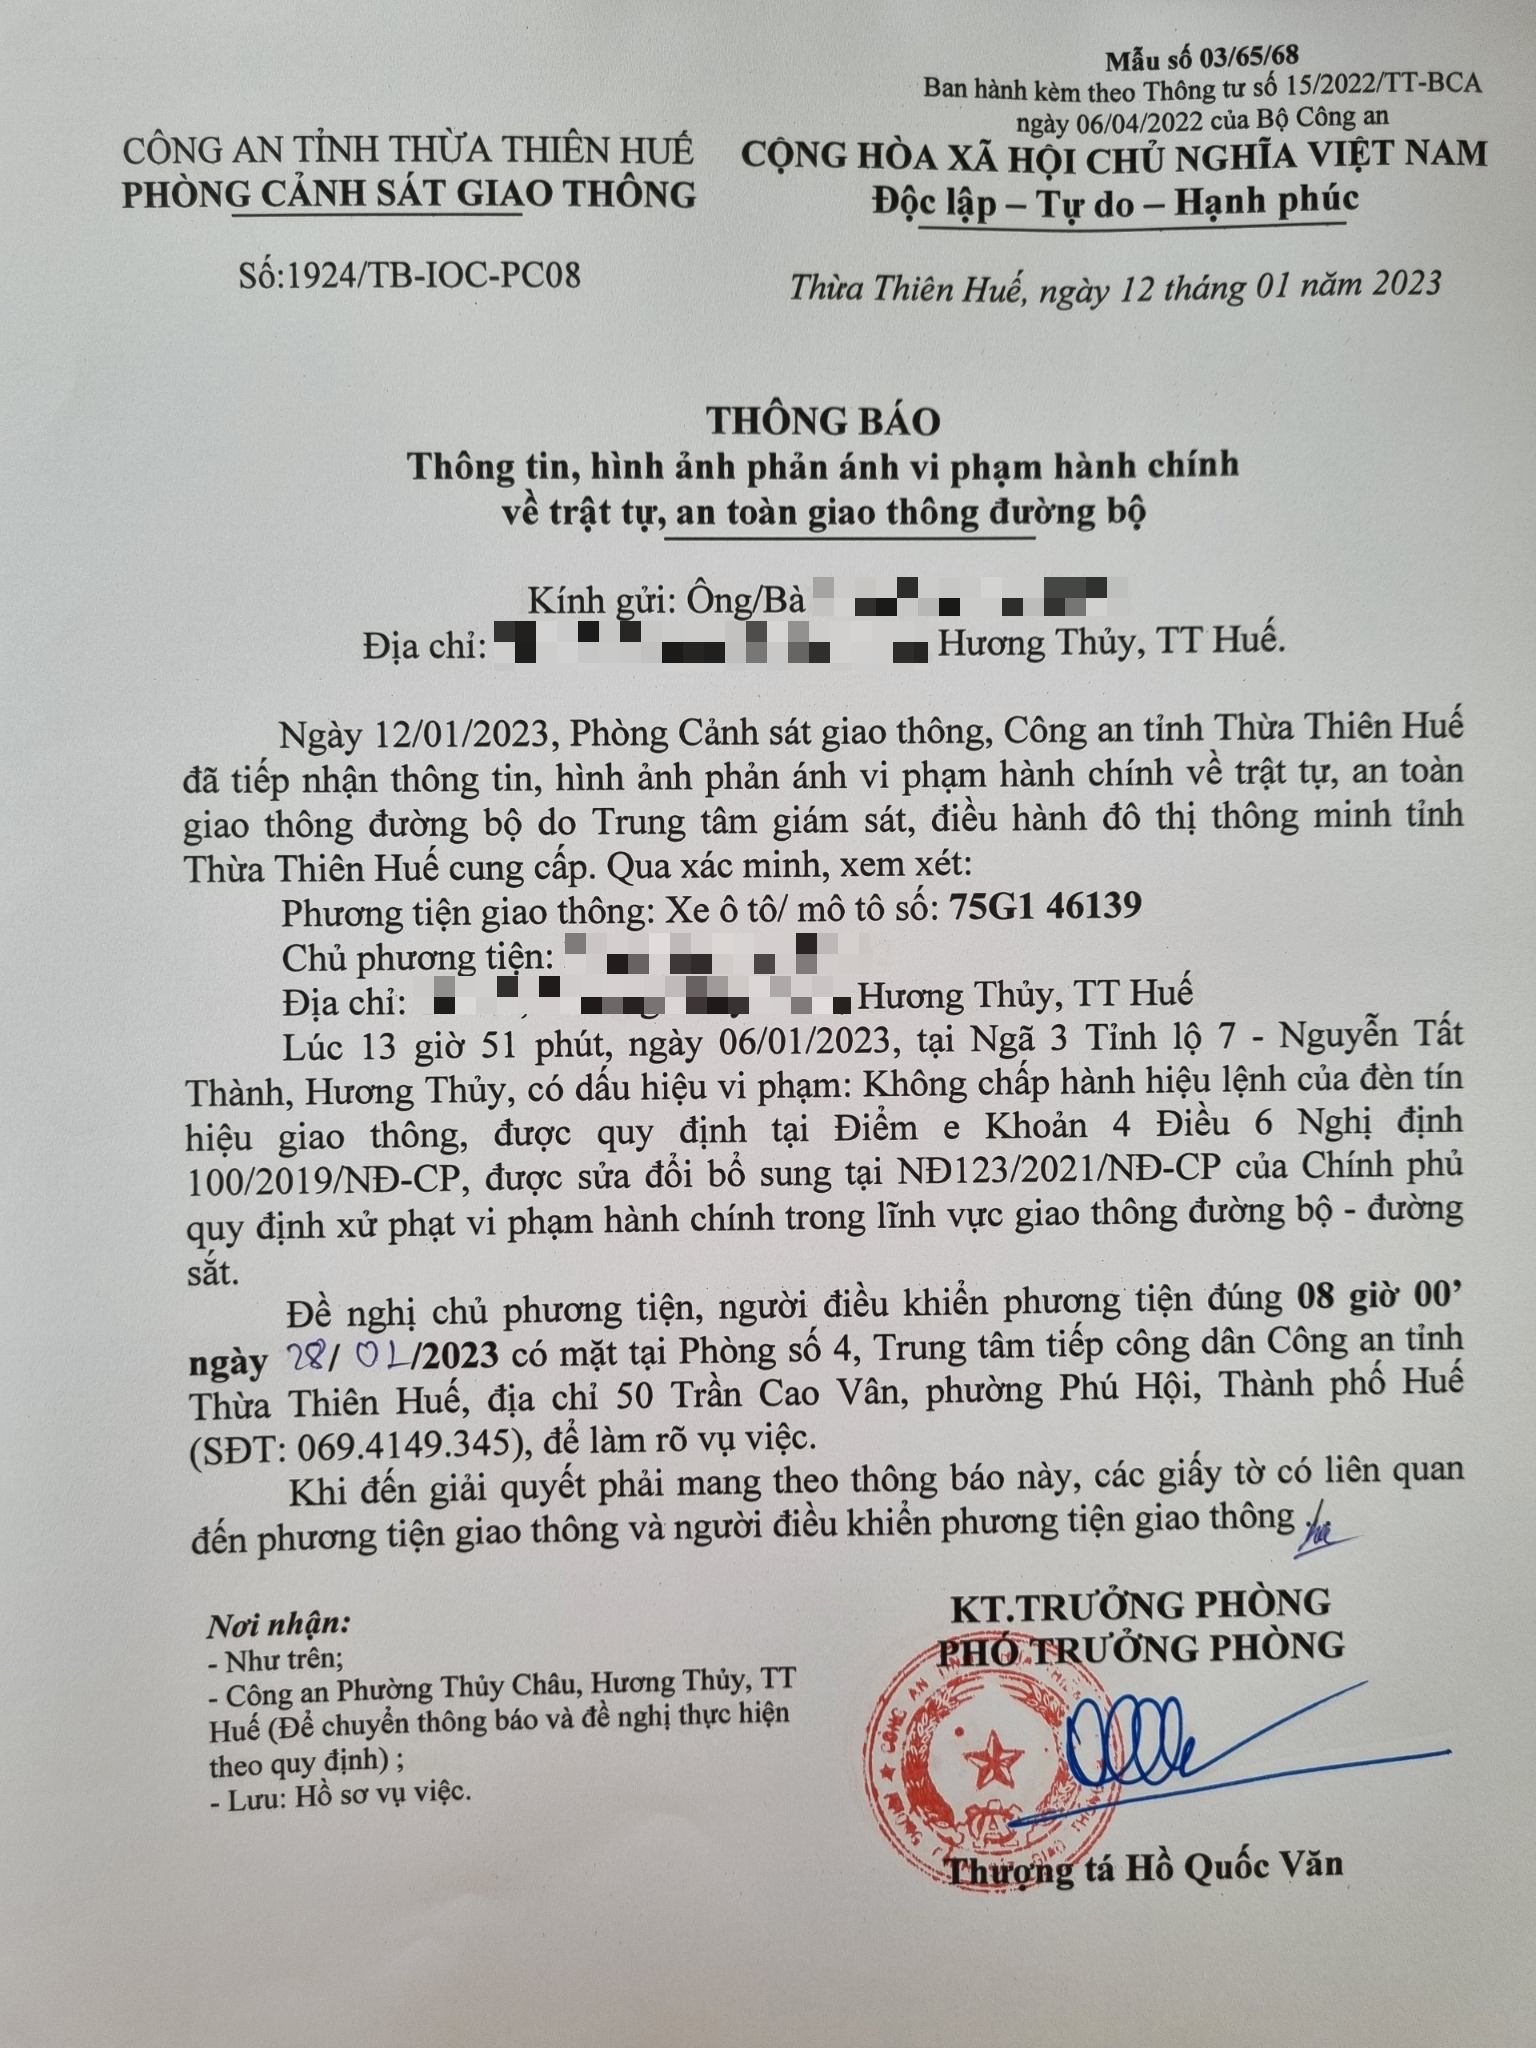 Mẫu số 03/65/68
Ban hành kèm theo Thông tư số 15/2022/TT-BCA
ngày 06/04/2022 của Bộ Công an
CÔNG AN TỈNH THỪA THIÊN HUẾ
PHÒNG CẢNH SÁT GIAO THÔNG
CỘNG HÒA XÃ HỘI CHỦ NGHĨA VIỆT NAM
Độc lập – Tự do – Hạnh phúc
Số:1924/TB-IOC-PC08
Thừa Thiên Huế, ngày 12 tháng 01 năm 2023
THÔNG BÁO
Thông tin, hình ảnh phản ánh vi phạm hành chính
về trật tự, an toàn giao thông đường bộ
Kính gửi: Ông/Bà
Địa chỉ: Hương Thủy, TT Huế.
Ngày 12/01/2023, Phòng Cảnh sát giao thông, Công an tỉnh Thừa Thiên Huế
đã tiếp nhận thông tin, hình ảnh phản ánh vi phạm hành chính về trật tự, an toàn
giao thông đường bộ do Trung tâm giám sát, điều hành đô thị thông minh tỉnh
Thừa Thiên Huế cung cấp. Qua xác minh, xem xét:
Phương tiện giao thông: Xe ô tô/ mô tô số: 75G1 46139
Chủ phương tiện:
Địa chỉ: Hương Thủy, TT Huế
Lúc 13 giờ 51 phút, ngày 06/01/2023, tại Ngã 3 Tỉnh lộ 7 - Nguyễn Tất
Thành, Hương Thủy, có dấu hiệu vi phạm: Không chấp hành hiệu lệnh của đèn tín
hiệu giao thông, được quy định tại Điểm e Khoản 4 Điều 6 Nghị định
100/2019/NĐ-CP, được sửa đổi bổ sung tại NĐ123/2021/NĐ-CP của Chính phủ
quy định xử phạt vi phạm hành chính trong lĩnh vực giao thông đường bộ - đường
sắt.
Đề nghị chủ phương tiện, người điều khiển phương tiện đúng 08 giờ 00’
ngày 28/ 01/2023 có mặt tại Phòng số 4, Trung tâm tiếp công dân Công an tỉnh
Thừa Thiên Huế, địa chỉ 50 Trần Cao Vân, phường Phú Hội, Thành phố Huế
(SĐT: 069.4149.345), để làm rõ vụ việc.
Khi đến giải quyết phải mang theo thông báo này, các giấy tờ có liên quan
đến phương tiện giao thông và người điều khiển phương tiện giao thông ./.
Nơi nhận:
- Như trên;
- Công an Phường Thủy Châu, Hương Thủy, TT
Huế (Để chuyển thông báo và đề nghị thực hiện
theo quy định) ;
- Lưu: Hồ sơ vụ việc.
KT.TRƯỞNG PHÒNG
PHÓ TRƯỞNG PHÒNG
Thượng tá Hồ Quốc Văn